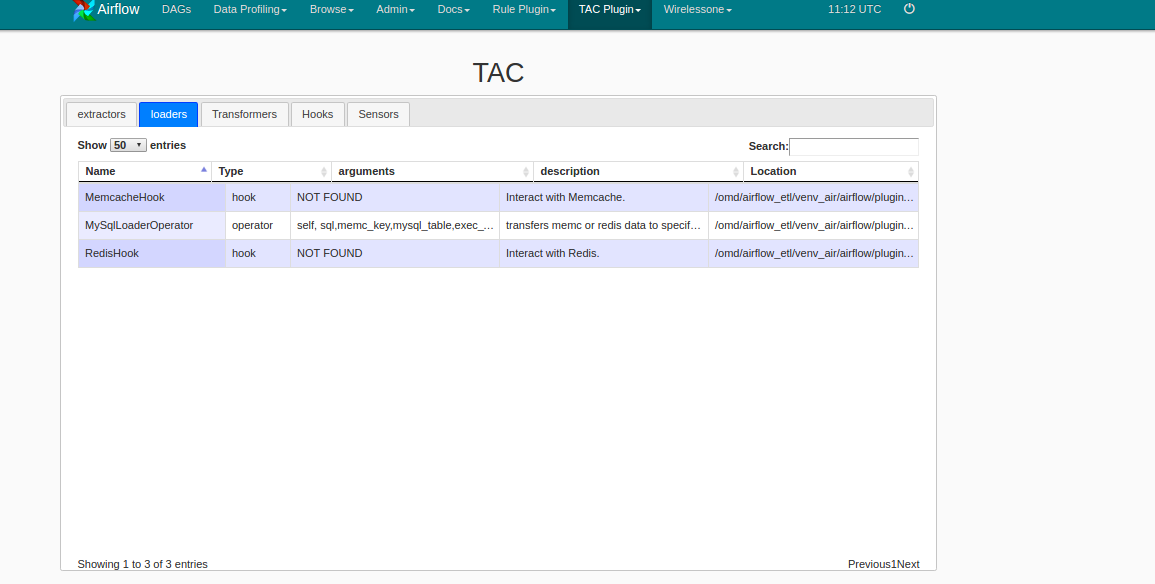 Airflow DAGs Data Profiling Browse Admin Docs Rule Plugin TAC Plugin Wirelessone 11:12 UTC
TAC
extractors loaders Transformers Hooks Sensors
Show 50 entries Search:
Name Type arguments description Location
MemcacheHook hook NOT FOUND Interact with Memcache. /omd/airflow_etl/venv_air/airflow/plugin...
MySqlLoaderOperator operator self, sql,memc_key,mysql_table,exec_... transfers memc or redis data to specif... /omd/airflow_etl/venv_air/airflow/plugin...
RedisHook hook NOT FOUND Interact with Redis. /omd/airflow_etl/venv_air/airflow/plugin...
Showing 1 to 3 of 3 entries Previous1Next